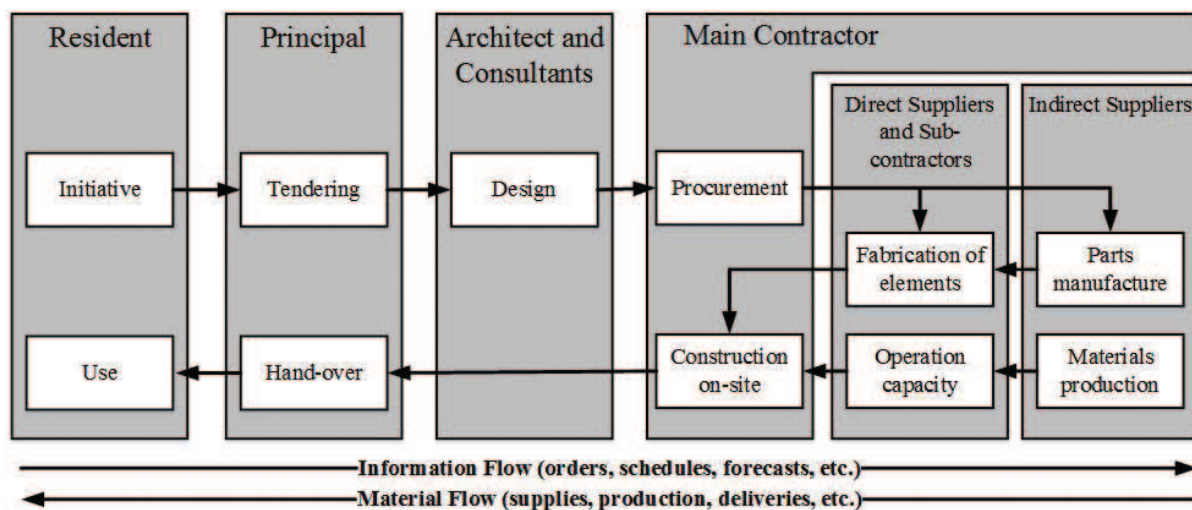 Resident
Principal
Architect and
Consultants
Main Contractor
Direct Suppliers
and Sub-
contractors
Indirect Suppliers
Initiative
Tendering
Design
Procurement
Fabrication of
elements
Parts
manufacture
Use
Hand-over
Construction
on-site
Operation
capacity
Materials
production
Information Flow (orders, schedules, forecasts, etc.)
Material Flow (supplies, production, deliveries, etc.)